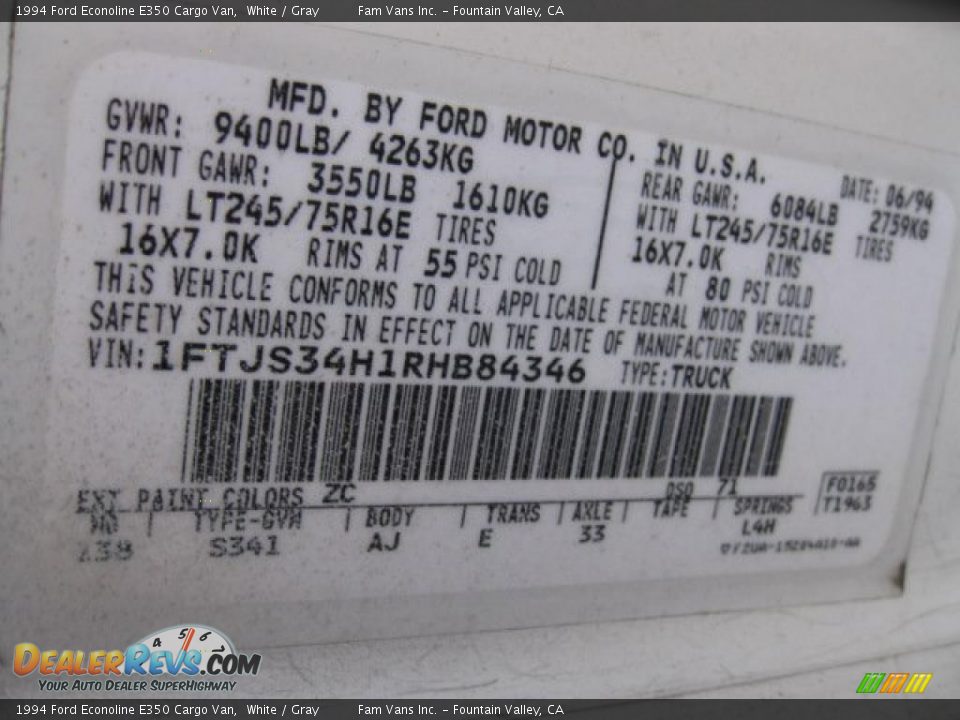 1994 Ford Econoline E350 Cargo Van, White / Gray Fam Vans Inc. - Fountain Valley, CA
MFD. BY FORD MOTOR CO. IN U.S.A.
GVWR: 9400LB/ 4263KG
DATE: 06/94
FRONT GAWR: 3550LB 1610KG
REAR GAWR: 6084LB 2759KG
WITH LT245/75R16E TIRES
WITH LT245/75R16E TIRES
16X7.0K RIMS AT 55 PSI COLD
16X7.0K RIMS
AT 80 PSI COLD
THIS VEHICLE CONFORMS TO ALL APPLICABLE FEDERAL MOTOR VEHICLE
SAFETY STANDARDS IN EFFECT ON THE DATE OF MANUFACTURE SHOWN ABOVE.
VIN: 1FTJS34H1RHB84346 TYPE: TRUCK
EXT PAINT COLORS ZC DSO 71
F0165
T1963
TYPE-GVW BODY TRANS AXLE TAPE SPRINGS
S341 AJ E 33 L4H
4 5 6
DEALERREVS.COM
YOUR AUTO DEALER SUPERHIGHWAY
1994 Ford Econoline E350 Cargo Van, White / Gray Fam Vans Inc. - Fountain Valley, CA